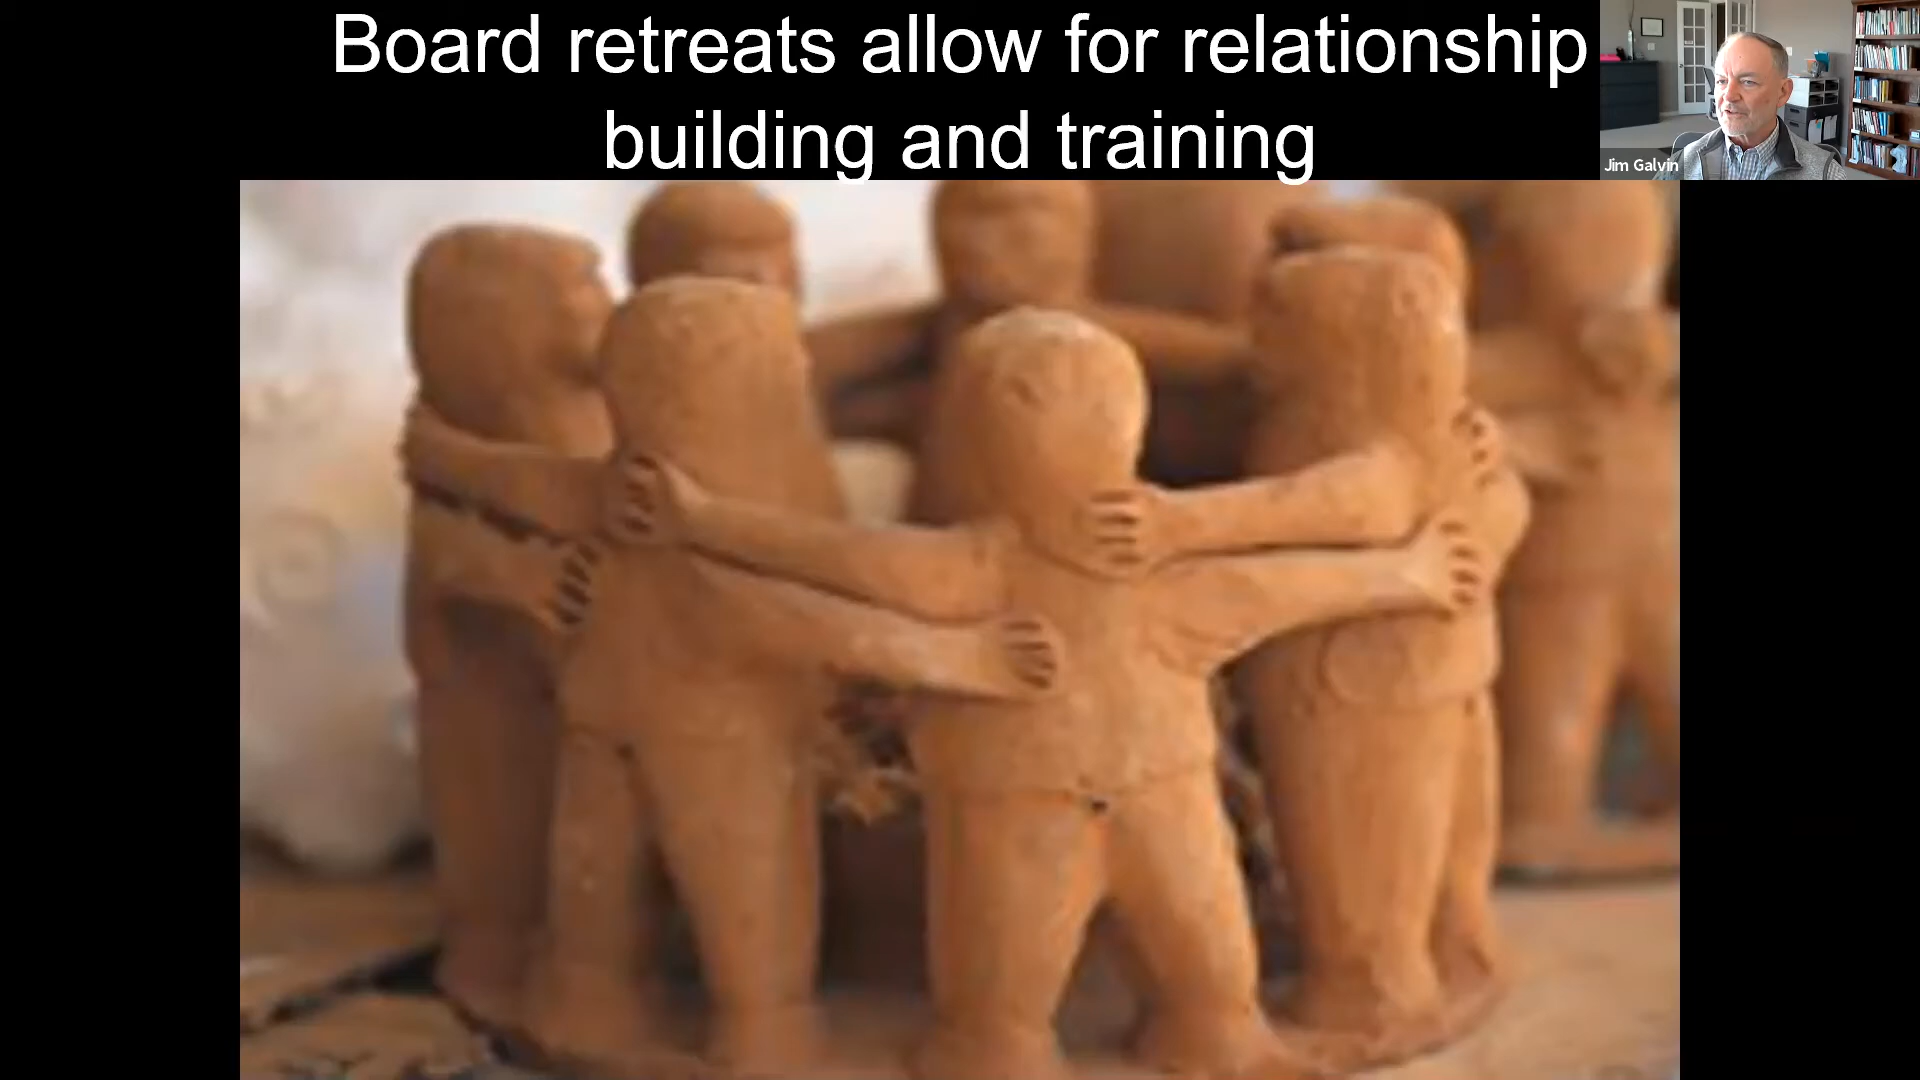 Board retreats allow for relationship
building and training
Jim Galvin